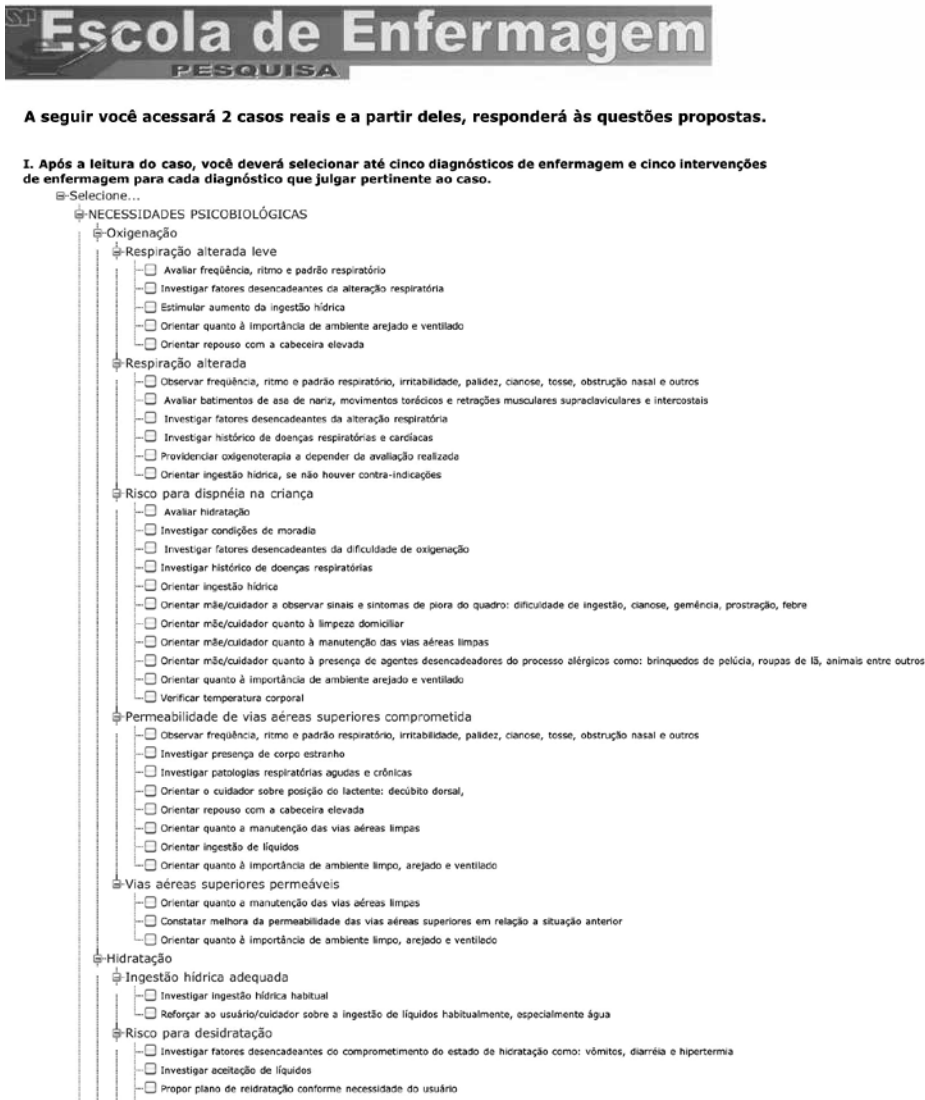 SP
Escola de Enfermagem
PESQUISA
A seguir você acessará 2 casos reais e a partir deles, responderá às questões propostas.
I. Após a leitura do caso, você deverá selecionar até cinco diagnósticos de enfermagem e cinco intervenções
de enfermagem para cada diagnóstico que julgar pertinente ao caso.
Selecione...
NECESSIDADES PSICOBIOLÓGICAS
Oxigenação
Respiração alterada leve
Avaliar freqüência, ritmo e padrão respiratório
Investigar fatores desencadeantes da alteração respiratória
Estimular aumento da ingestão hídrica
Orientar quanto à importância de ambiente arejado e ventilado
Orientar repouso com a cabeceira elevada
Respiração alterada
Observar freqüência, ritmo e padrão respiratório, irritabilidade, palidez, cianose, tosse, obstrução nasal e outros
Avaliar batimentos de asa de nariz, movimentos torácicos e retrações musculares supraclaviculares e intercostais
Investigar fatores desencadeantes da alteração respiratória
Investigar histórico de doenças respiratórias e cardíacas
Providenciar oxigenoterapia a depender da avaliação realizada
Orientar ingestão hídrica, se não houver contra-indicações
Risco para dispnéia na criança
Avaliar hidratação
Investigar condições de moradia
Investigar fatores desencadeantes da dificuldade de oxigenação
Investigar histórico de doenças respiratórias
Orientar ingestão hídrica
Orientar mãe/cuidador a observar sinais e sintomas de piora do quadro: dificuldade de ingestão, cianose, gemência, prostração, febre
Orientar mãe/cuidador quanto à limpeza domiciliar
Orientar mãe/cuidador quanto à manutenção das vias aéreas limpas
Orientar mãe/cuidador quanto à presença de agentes desencadeadores do processo alérgicos como: brinquedos de pelúcia, roupas de lã, animais entre outros
Orientar quanto à importância de ambiente arejado e ventilado
Verificar temperatura corporal
Permeabilidade de vias aéreas superiores comprometida
Observar freqüência, ritmo e padrão respiratório, irritabilidade, palidez, cianose, tosse, obstrução nasal e outros
Investigar presença de corpo estranho
Investigar patologias respiratórias agudas e crônicas
Orientar o cuidador sobre posição do lactente: decúbito dorsal,
Orientar repouso com a cabeceira elevada
Orientar quanto a manutenção das vias aéreas limpas
Orientar ingestão de líquidos
Orientar quanto à importância de ambiente limpo, arejado e ventilado
Vias aéreas superiores permeáveis
Orientar quanto a manutenção das vias aéreas limpas
Constatar melhora da permeabilidade das vias aéreas superiores em relação a situação anterior
Orientar quanto à importância de ambiente limpo, arejado e ventilado
Hidratação
Ingestão hídrica adequada
Investigar ingestão hídrica habitual
Reforçar ao usuário/cuidador sobre a ingestão de líquidos habitualmente, especialmente água
Risco para desidratação
Investigar fatores desencadeantes do comprometimento do estado de hidratação como: vômitos, diarréia e hipertermia
Investigar aceitação de líquidos
Propor plano de reidratação conforme necessidade do usuário